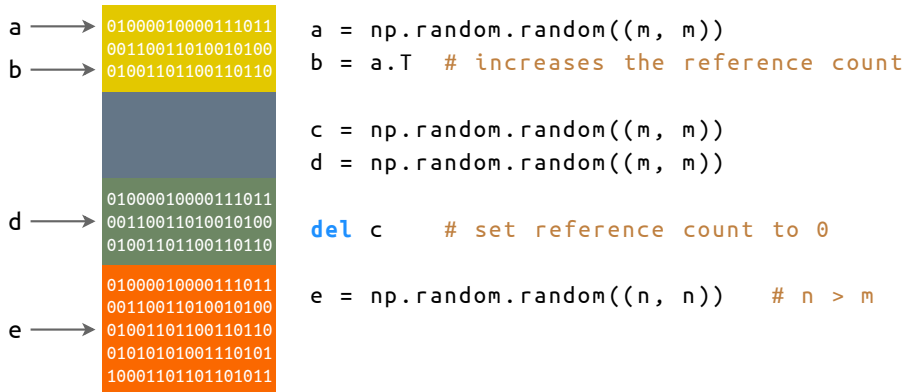 a
01000010000111011
00110011010010100
b
01001101100110110
d
01000010000111011
00110011010010100
01001101100110110
e
01000010000111011
00110011010010100
01001101100110110
01010101001110101
10001101101101011
a = np.random.random((m, m))
b = a.T # increases the reference count
c = np.random.random((m, m))
d = np.random.random((m, m))
del c # set reference count to 0
e = np.random.random((n, n)) # n > m